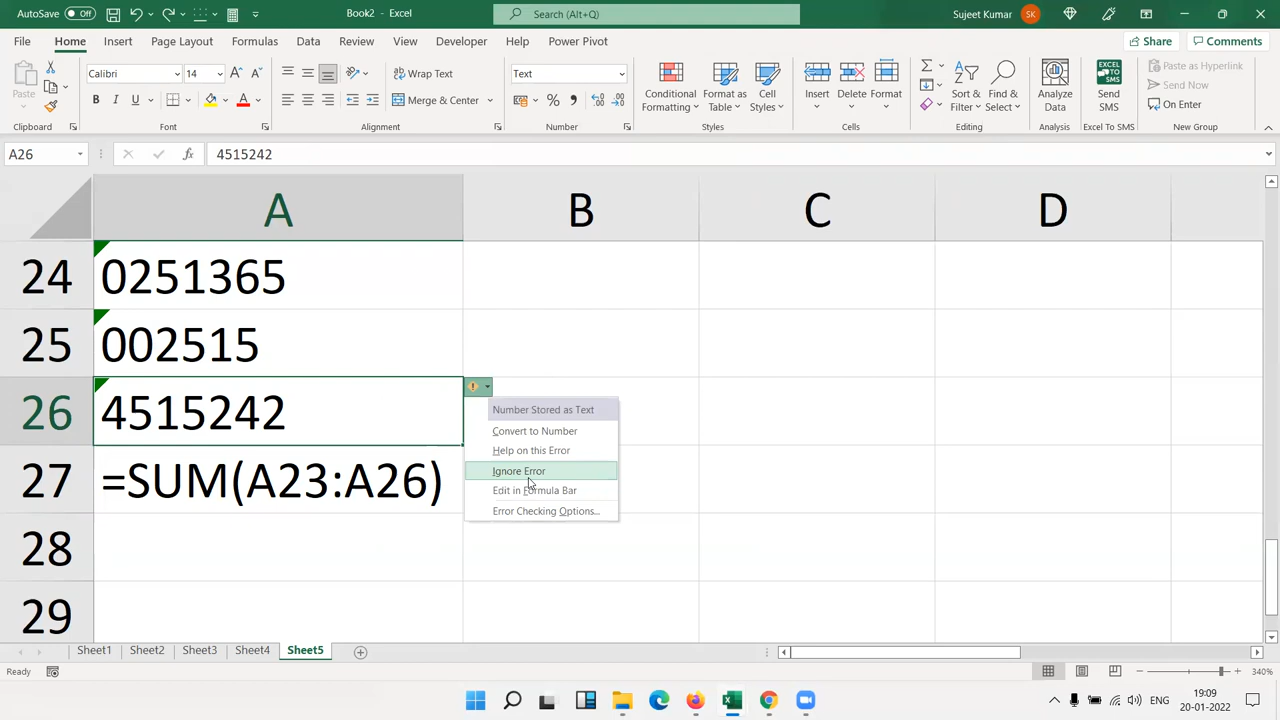 AutoSave Off Book2 - Excel Search (Alt+Q) Sujeet Kumar SK
File Home Insert Page Layout Formulas Data Review View Developer Help Power Pivot Share Comments
Paste Calibri 14 Wrap Text Text Conditional Formatting Format as Table Cell Styles Insert Delete Format Sort & Filter Find & Select Analyze Data Send SMS Paste as Hyperlink
B I U Merge & Center Send Now
On Enter
Clipboard Font Alignment Number Styles Cells Editing Analysis Excel To SMS New Group
A26 fx 4515242
A B C D
24 0251365
25 002515
26 4515242
Number Stored as Text
Convert to Number
Help on this Error
27 =SUM(A23:A26)
Ignore Error
Edit in Formula Bar
Error Checking Options...
28
29
Sheet1 Sheet2 Sheet3 Sheet4 Sheet5
Ready 340%
ENG 19:09
20-01-2022